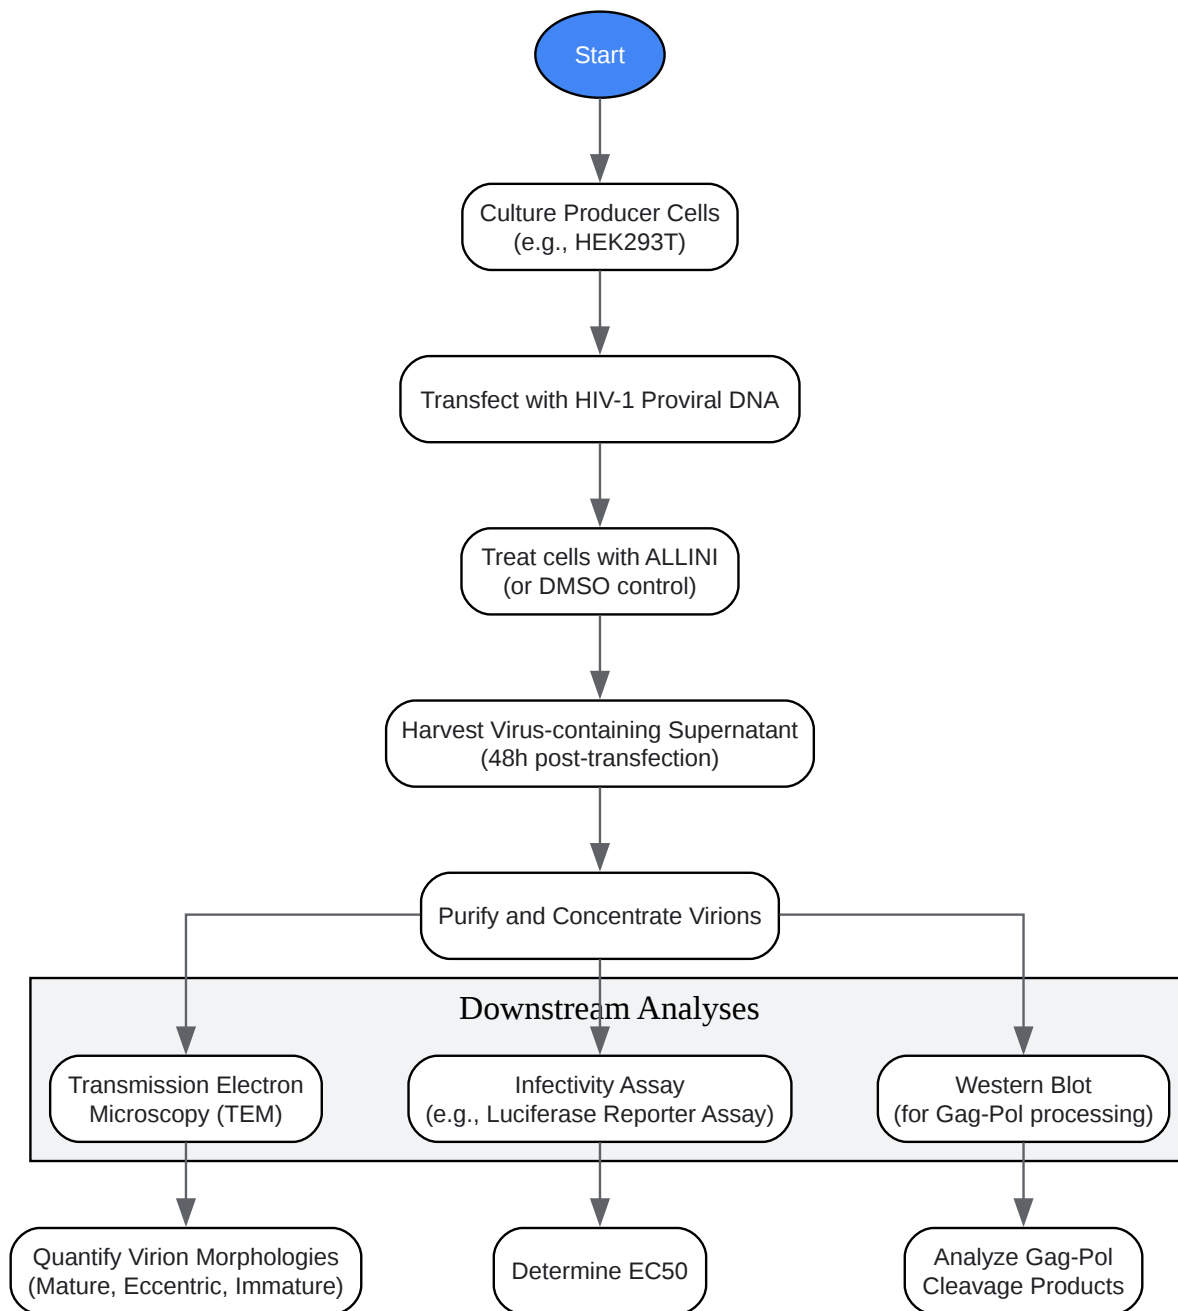 Start
Culture Producer Cells
(e.g., HEK293T)
Transfect with HIV-1 Proviral DNA
Treat cells with ALLINI
(or DMSO control)
Harvest Virus-containing Supernatant
(48h post-transfection)
Purify and Concentrate Virions
Downstream Analyses
Transmission Electron
Microscopy (TEM)
Infectivity Assay
(e.g., Luciferase Reporter Assay)
Western Blot
(for Gag-Pol processing)
Quantify Virion Morphologies
(Mature, Eccentric, Immature)
Determine EC50
Analyze Gag-Pol
Cleavage Products